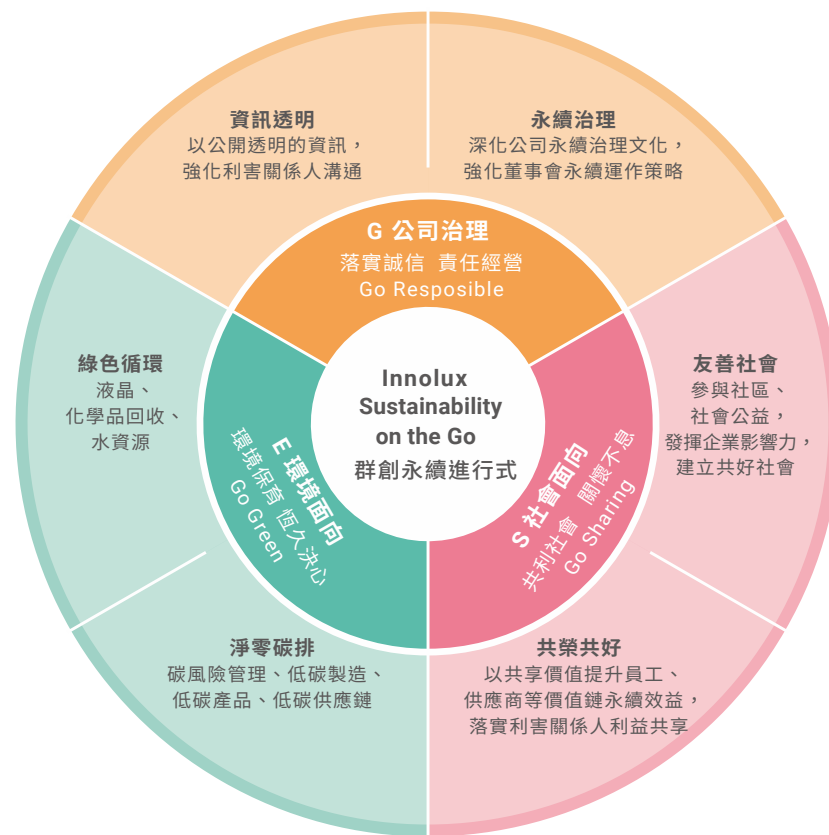 資訊透明
以公開透明的資訊，
強化利害關係人溝通
永續治理
深化公司永續治理文化，
強化董事會永續運作策略
G 公司治理
落實誠信 責任經營
Go Resposible
綠色循環
液晶、
化學品回收、
水資源
E 環境面向
環境保育 恆久決心
Go Green
Innolux
Sustainability
on the Go
群創永續進行式
S 社會面向
共利社會 關懷不息
Go Sharing
友善社會
參與社區、
社會公益，
發揮企業影響力，
建立共好社會
淨零碳排
碳風險管理、低碳製造、
低碳產品、低碳供應鏈
共榮共好
以共享價值提升員工、
供應商等價值鏈永續效益，
落實利害關係人利益共享